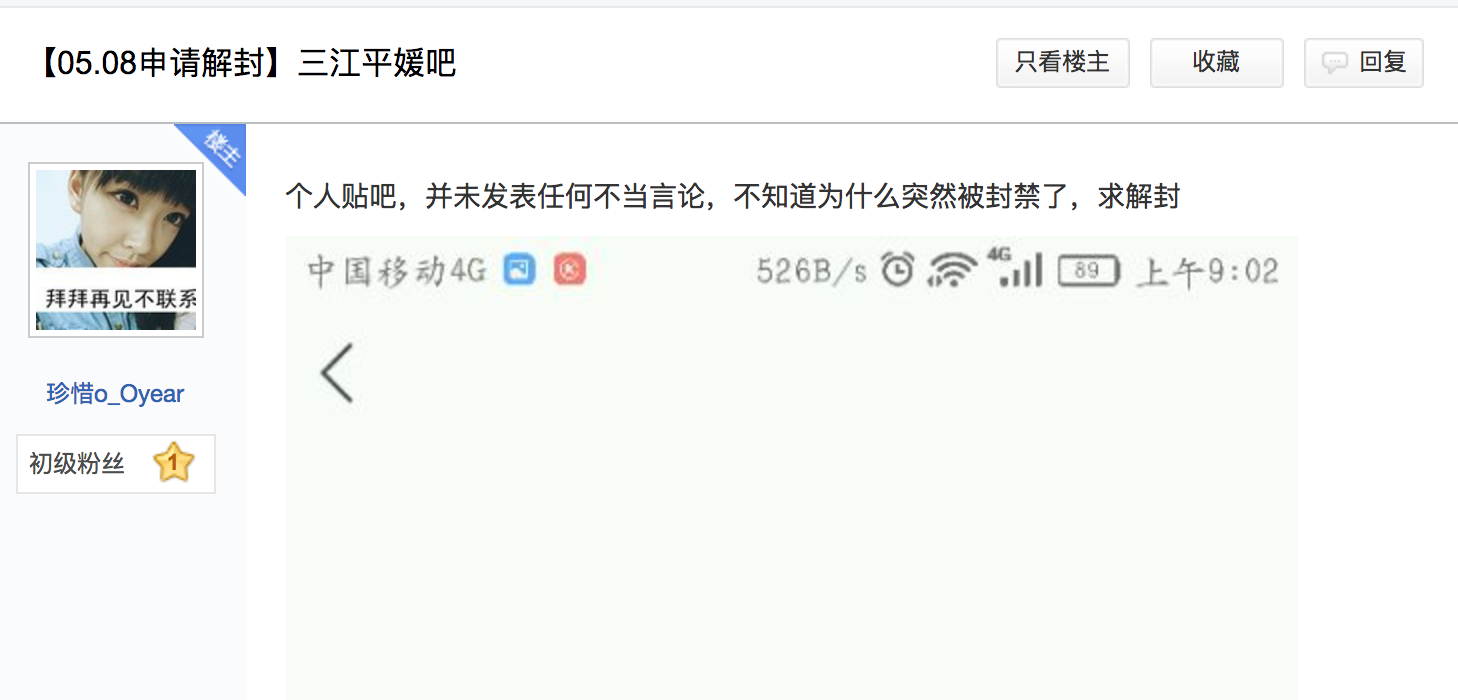 【05.08申请解封】三江平媛吧
只看楼主
收藏
回复
楼主
拜拜再见不联系
珍惜o_Oyear
初级粉丝 1
个人贴吧，并未发表任何不当言论，不知道为什么突然被封禁了，求解封
中国移动4G 526B/s 4G 89 上午9:02